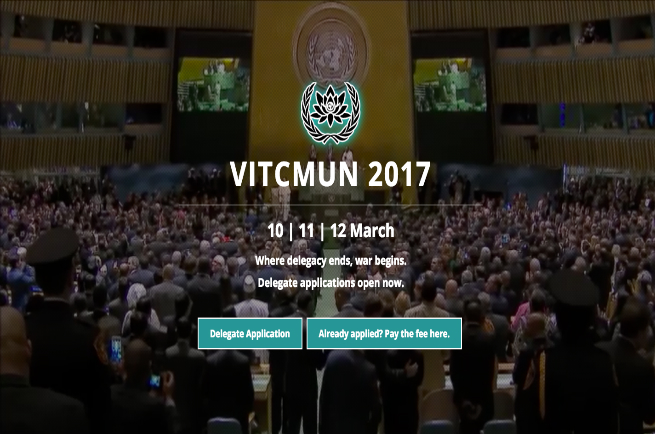 VITCMUN 2017
10 | 11 | 12 March
Where delegacy ends, war begins.
Delegate applications open now.
Delegate Application
Already applied? Pay the fee here.